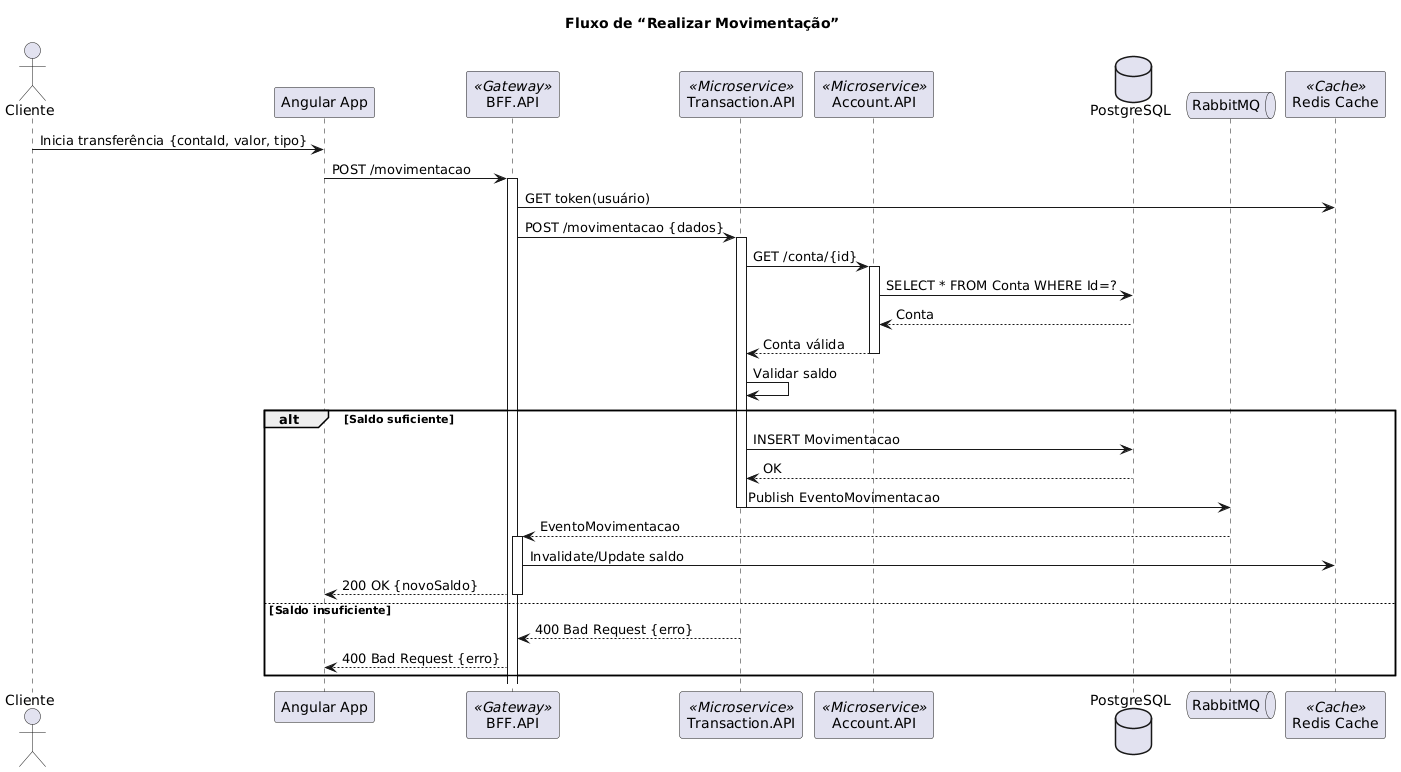 Fluxo de “Realizar Movimentação”
Cliente
Angular App
«Gateway»
BFF.API
«Microservice»
Transaction.API
«Microservice»
Account.API
PostgreSQL
RabbitMQ
«Cache»
Redis Cache
Inicia transferência {contaId, valor, tipo}
POST /movimentacao
GET token(usuário)
POST /movimentacao {dados}
GET /conta/{id}
SELECT * FROM Conta WHERE Id=?
Conta
Conta válida
Validar saldo
alt [Saldo suficiente]
INSERT Movimentacao
OK
Publish EventoMovimentacao
EventoMovimentacao
Invalidate/Update saldo
200 OK {novoSaldo}
[Saldo insuficiente]
400 Bad Request {erro}
400 Bad Request {erro}
Cliente
Angular App
«Gateway»
BFF.API
«Microservice»
Transaction.API
«Microservice»
Account.API
PostgreSQL
RabbitMQ
«Cache»
Redis Cache